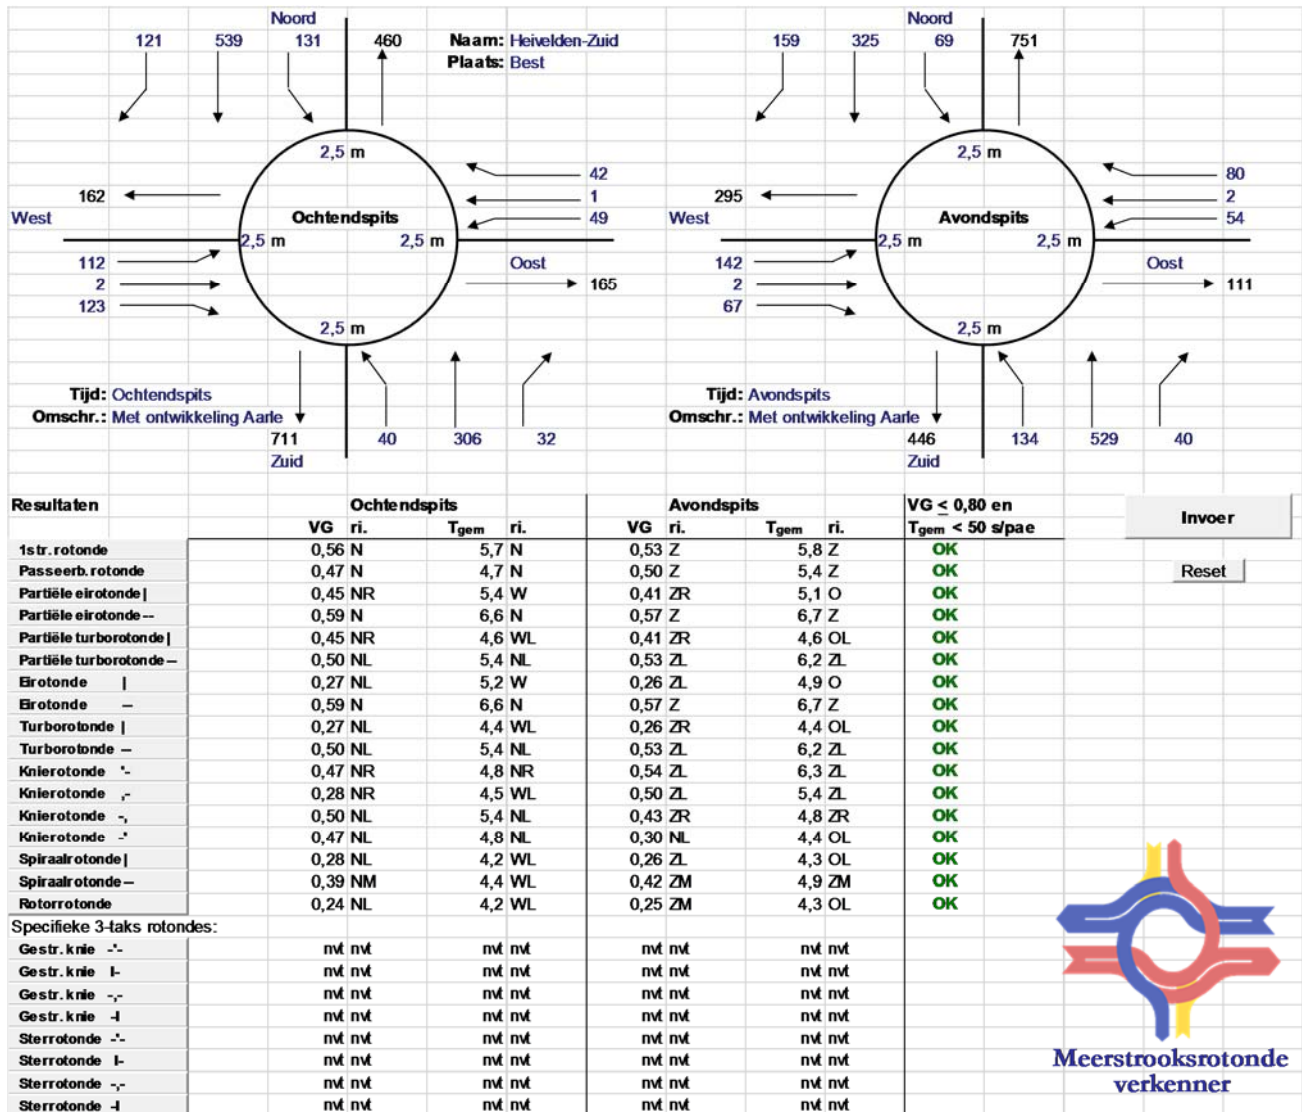 Noord Noord
121 539 131 460 Naam: Heivelden-Zuid 159 325 69 751
Plaats: Best
2,5 m 2,5 m
42 80
162 1 295 2
West Ochtendspits 49 West Avondspits 54
2,5 m 2,5 m 2,5 m 2,5 m
112 Oost 142 Oost
2 165 2 111
123 67
2,5 m 2,5 m
Tijd: Ochtendspits Tijd: Avondspits
Omschr.: Met ontwikkeling Aarle Omschr.: Met ontwikkeling Aarle
711 40 306 32 446 134 529 40
Zuid Zuid
Resultaten Ochtendspits Avondspits VG ≤ 0,80 en
VG ri. Tgem ri. VG ri. Tgem ri. Tgem < 50 s/pae
Invoer
1str. rotonde 0,56 N 5,7 N 0,53 Z 5,8 Z OK
Passeerb. rotonde 0,47 N 4,7 N 0,50 Z 5,4 Z OK
Reset
Partiële eirotonde | 0,45 NR 5,4 W 0,41 ZR 5,1 O OK
Partiële eirotonde -- 0,59 N 6,6 N 0,57 Z 6,7 Z OK
Partiële turborotonde | 0,45 NR 4,6 WL 0,41 ZR 4,6 OL OK
Partiële turborotonde – 0,50 NL 5,4 NL 0,53 ZL 6,2 ZL OK
Eirotonde | 0,27 NL 5,2 W 0,26 ZL 4,9 O OK
Eirotonde – 0,59 N 6,6 N 0,57 Z 6,7 Z OK
Turborotonde | 0,27 NL 4,4 WL 0,26 ZR 4,4 OL OK
Turborotonde – 0,50 NL 5,4 NL 0,53 ZL 6,2 ZL OK
Knierotonde '- 0,47 NR 4,8 NR 0,54 ZL 6,3 ZL OK
Knierotonde ,- 0,28 NR 4,5 WL 0,50 ZL 5,4 ZL OK
Knierotonde -, 0,50 NL 5,4 NL 0,43 ZR 4,8 ZR OK
Knierotonde -' 0,47 NL 4,8 NL 0,30 NL 4,4 OL OK
Spiraalrotonde | 0,28 NL 4,2 WL 0,26 ZL 4,3 OL OK
Spiraalrotonde – 0,39 NM 4,4 WL 0,42 ZM 4,9 ZM OK
Rotorrotonde 0,24 NL 4,2 WL 0,25 ZM 4,3 OL OK
Specifieke 3-taks rotondes:
Gestr. knie -'- nvt nvt nvt nvt nvt nvt nvt nvt
Gestr. knie |- nvt nvt nvt nvt nvt nvt nvt nvt
Gestr. knie -,- nvt nvt nvt nvt nvt nvt nvt nvt
Gestr. knie -| nvt nvt nvt nvt nvt nvt nvt nvt
Sterrotonde -'- nvt nvt nvt nvt nvt nvt nvt nvt
Sterrotonde |- nvt nvt nvt nvt nvt nvt nvt nvt
Sterrotonde -,- nvt nvt nvt nvt nvt nvt nvt nvt
Sterrotonde -| nvt nvt nvt nvt nvt nvt nvt nvt
Meerstrooksrotonde
verkenner